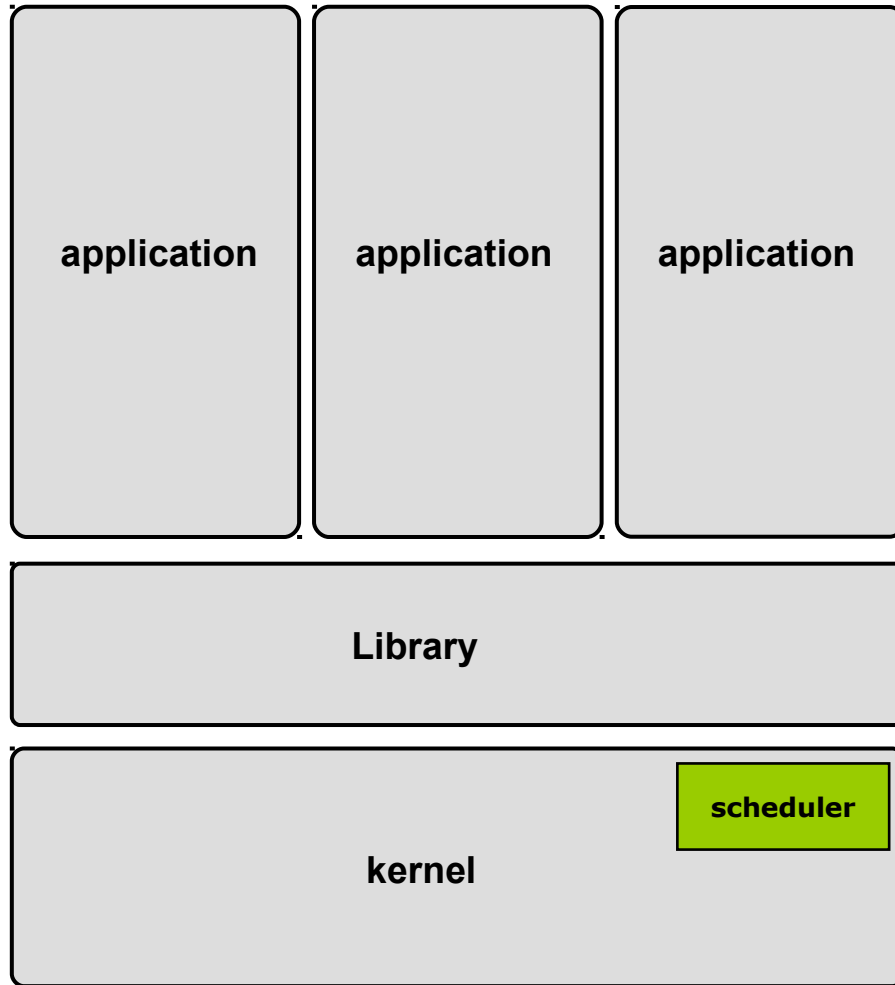 application
application
application
Library
scheduler
kernel